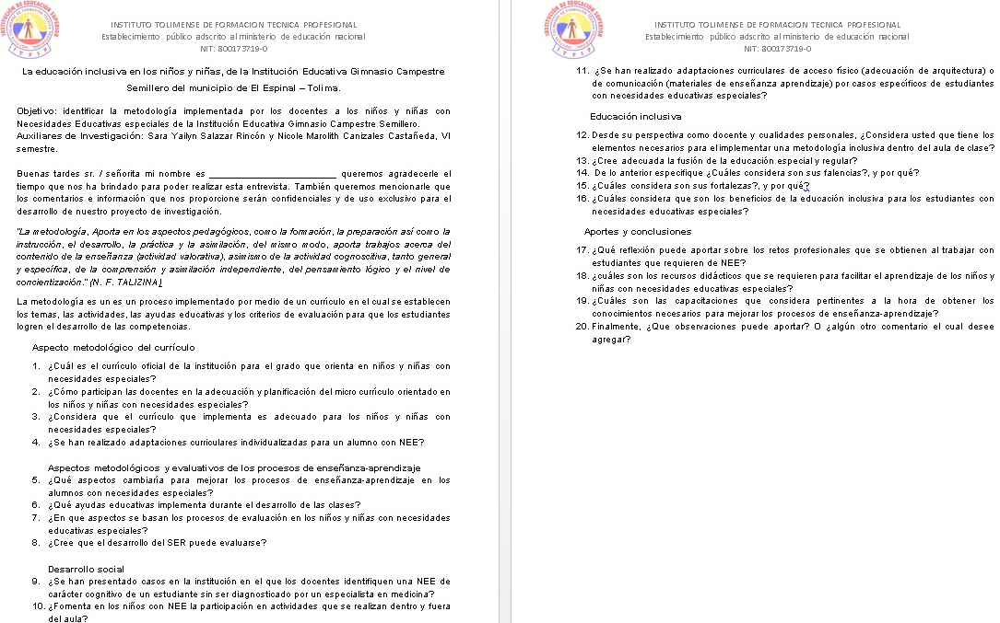 INSTITUTO TOLIMENSE DE FORMACION TECNICA PROFESIONAL
Establecimiento público adscrito al ministerio de educación nacional
NIT: 800173719-0
La educación inclusiva en los niños y niñas, de la Institución Educativa Gimnasio Campestre
Semillero del municipio de El Espinal – Tolima.
Objetivo: identificar la metodología implementada por los docentes a los niños y niñas con
Necesidades Educativas especiales de la Institución Educativa Gimnasio Campestre Semillero.
Auxiliares de Investigación: Sara Yailyn Salazar Rincón y Nicole Marolith Canizales Castañeda, VI
semestre.
Buenas tardes sr. / señorita mi nombre es _________________________ queremos agradecerle el
tiempo que nos ha brindado para poder realizar esta entrevista. También queremos mencionarle que
los comentarios e información que nos proporcione serán confidenciales y de uso exclusivo para el
desarrollo de nuestro proyecto de investigación.
"La metodología, Aporta en los aspectos pedagógicos, como la formación, la preparación así como la
instrucción, el desarrollo, la práctica y la asimilación, del mismo modo, aporta trabajos acerca del
contenido de la enseñanza (actividad valorativa), asimismo de la actividad cognoscitiva, tanto general
y específica, de la comprensión y asimilación independiente, del pensamiento lógico y el nivel de
concientización." (N. F. TALIZINA)
La metodología es un es un proceso implementado por medio de un currículo en el cual se establecen
los temas, las actividades, las ayudas educativas y los criterios de evaluación para que los estudiantes
logren el desarrollo de las competencias.
Aspecto metodológico del currículo
1. ¿Cuál es el currículo oficial de la institución para el grado que orienta en niños y niñas con
necesidades especiales?
2. ¿Cómo participan las docentes en la adecuación y planificación del micro currículo orientado en
los niños y niñas con necesidades especiales?
3. ¿Considera que el currículo que implementa es adecuado para los niños y niñas con
necesidades especiales?
4. ¿Se han realizado adaptaciones curriculares individualizadas para un alumno con NEE?
Aspectos metodológicos y evaluativos de los procesos de enseñanza-aprendizaje
5. ¿Qué aspectos cambiaría para mejorar los procesos de enseñanza-aprendizaje en los
alumnos con necesidades especiales?
6. ¿Qué ayudas educativas implementa durante el desarrollo de las clases?
7. ¿En que aspectos se basan los procesos de evaluación en los niños y niñas con necesidades
educativas especiales?
8. ¿Cree que el desarrollo del SER puede evaluarse?
Desarrollo social
9. ¿Se han presentado casos en la institución en el que los docentes identifiquen una NEE de
carácter cognitivo de un estudiante sin ser diagnosticado por un especialista en medicina?
10. ¿Fomenta en los niños con NEE la participación en actividades que se realizan dentro y fuera
del aula?
INSTITUTO TOLIMENSE DE FORMACION TECNICA PROFESIONAL
Establecimiento público adscrito al ministerio de educación nacional
NIT: 800173719-0
11. ¿Se han realizado adaptaciones curriculares de acceso físico (adecuación de arquitectura) o
de comunicación (materiales de enseñanza aprendizaje) por casos específicos de estudiantes
con necesidades educativas especiales?
Educación inclusiva
12. Desde su perspectiva como docente y cualidades personales, ¿Considera usted que tiene los
elementos necesarios para el implementar una metodología inclusiva dentro del aula de clase?
13. ¿Cree adecuada la fusión de la educación especial y regular?
14. De lo anterior especifique ¿Cuáles considera son sus falencias?, y por qué?
15. ¿Cuáles considera son sus fortalezas?, y por qué?
16. ¿Cuáles considera que son los beneficios de la educación inclusiva para los estudiantes con
necesidades educativas especiales?
Aportes y conclusiones
17. ¿Qué reflexión puede aportar sobre los retos profesionales que se obtienen al trabajar con
estudiantes que requieren de NEE?
18. ¿cuáles son los recursos didácticos que se requieren para facilitar el aprendizaje de los niños y
niñas con necesidades educativas especiales?
19. ¿Cuáles son las capacitaciones que considera pertinentes a la hora de obtener los
conocimientos necesarios para mejorar los procesos de enseñanza-aprendizaje?
20. Finalmente, ¿Que observaciones puede aportar? O ¿algún otro comentario el cual desee
agregar?